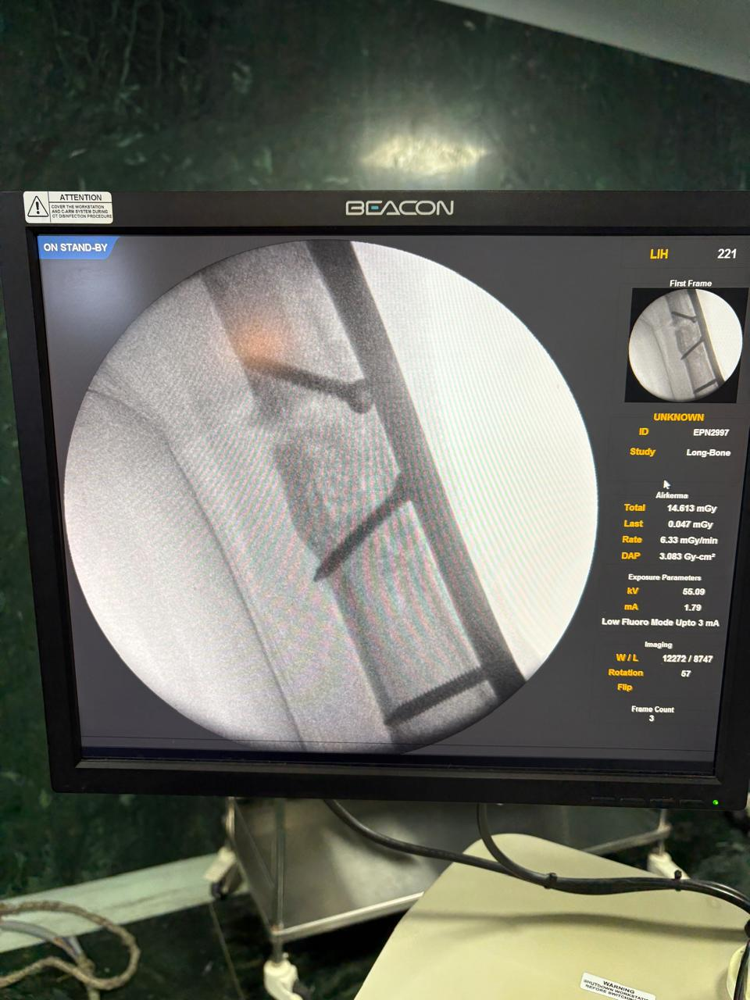 ATTENTION
COVER THE WORKSTATION
AND C-ARM SYSTEM DURING
OT DISINFECTION PROCEDURE
BEACON
ON STAND-BY
LIH 221
First Frame
UNKNOWN
ID EPN2997
Study Long-Bone
Airkerma
Total 14.613 mGy
Last 0.047 mGy
Rate 6.33 mGy/min
DAP 3.083 Gy-cm²
Exposure Parameters
kV 55.09
mA 1.79
Low Fluoro Mode Upto 3 mA
Imaging
W / L 12272 / 8747
Rotation 57
Flip
Frame Count
3
WARNING
SHUTDOWN WORKSTATI
BEFORE SWITCHIN